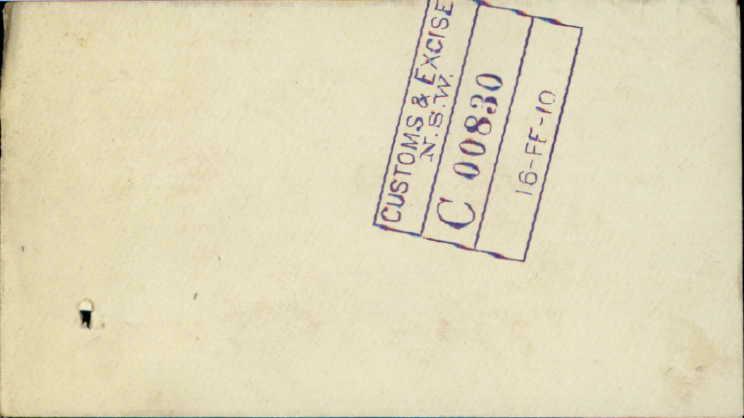 CUSTOMS & EXCISE
N.S.W.
C 00830
16-FE-10